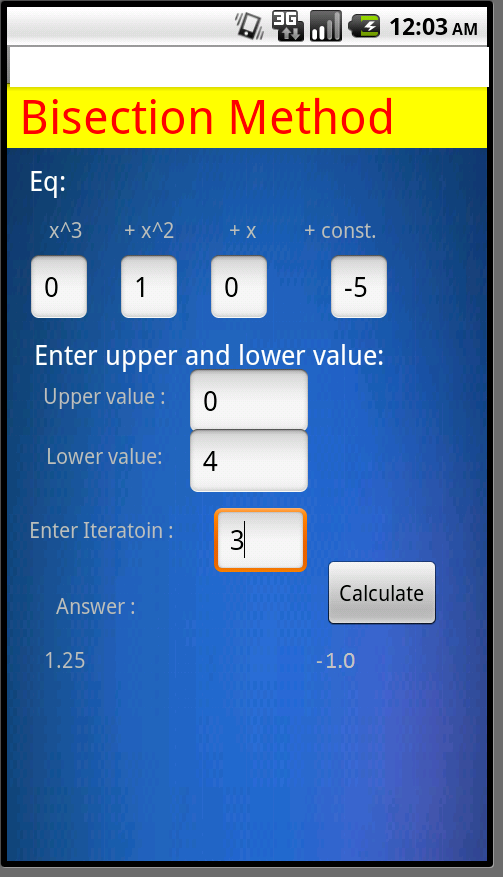 3G 12:03 AM
Bisection Method
Eq:
x^3 + x^2 + x + const.
0 1 0 -5
Enter upper and lower value:
Upper value : 0
Lower value: 4
Enter Iteratoin : 3
Calculate
Answer :
1.25 -1.0